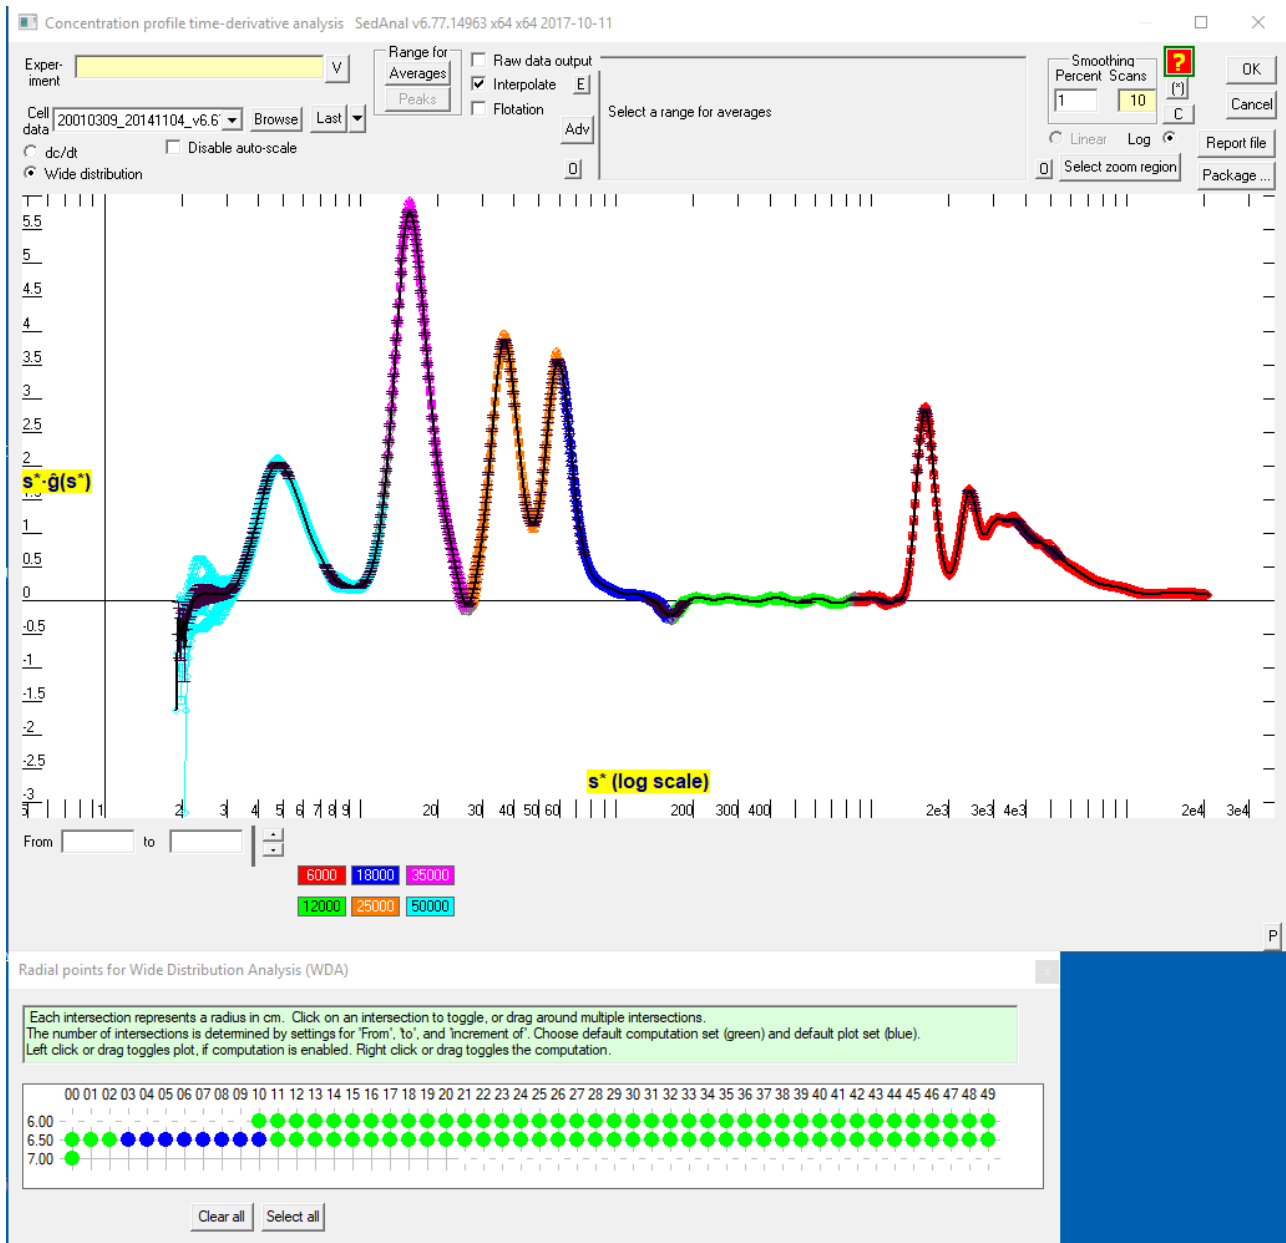 Concentration profile time-derivative analysis SedAnal v6.77.14963 x64 x64 2017-10-11
Exper-
iment
V
Range for
Averages
Peaks
Raw data output
Interpolate E
Flotation
Adv
0
Select a range for averages
Smoothing
Percent Scans
1 10
?
(*)
C
OK
Cancel
Cell
data
20010309_20141104_v6.6
Browse
Last
dc/dt
Disable auto-scale
Wide distribution
Linear Log
0
Select zoom region
Report file
Package ...
5.5
5
4.5
4
3.5
3
2.5
2
s*·ĝ(s*)
1
0.5
0
-0.5
-1
-1.5
-2
-2.5
-3
s* (log scale)
1 2 3 4 5 6 7 8 9 20 30 40 50 60 200 300 400 2e3 3e3 4e3 2e4 3e4
From to
6000 18000 35000
12000 25000 50000
P
Radial points for Wide Distribution Analysis (WDA)
x
Each intersection represents a radius in cm. Click on an intersection to toggle, or drag around multiple intersections.
The number of intersections is determined by settings for 'From', 'to', and 'increment of'. Choose default computation set (green) and default plot set (blue).
Left click or drag toggles plot, if computation is enabled. Right click or drag toggles the computation.
00 01 02 03 04 05 06 07 08 09 10 11 12 13 14 15 16 17 18 19 20 21 22 23 24 25 26 27 28 29 30 31 32 33 34 35 36 37 38 39 40 41 42 43 44 45 46 47 48 49
6.00
6.50
7.00
Clear all Select all